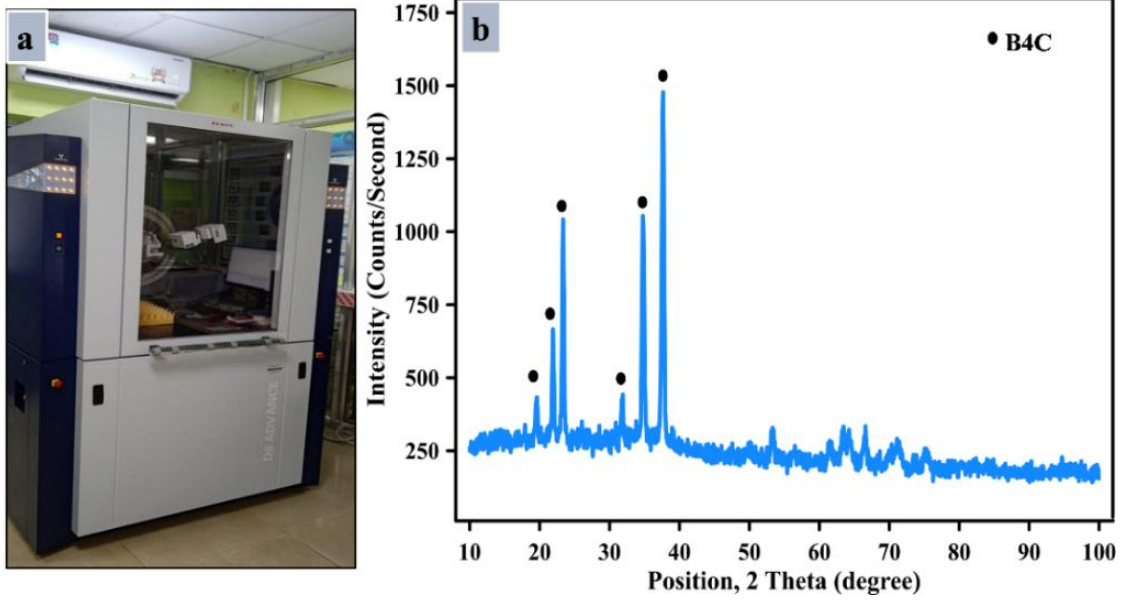 a
D8 ADVANCE
b
B4C
Intensity (Counts/Second)
1750
1500
1250
1000
750
500
250
10 20 30 40 50 60 70 80 90 100
Position, 2 Theta (degree)